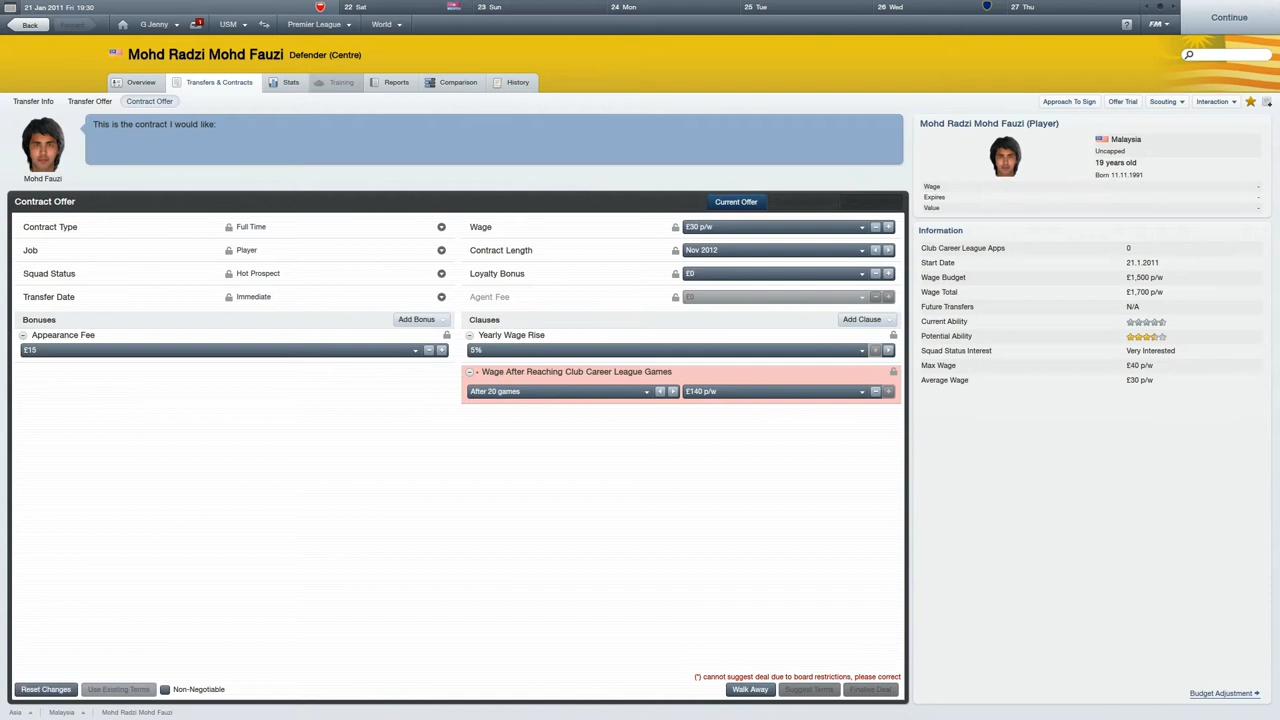 21 Jan 2011 Fri 19:30
22 Sat
23 Sun
24 Mon
25 Tue
26 Wed
27 Thu
Continue
Back
G Jenny
1
USM
Premier League
World
?
FM
Mohd Radzi Mohd Fauzi Defender (Centre)
Overview
Transfers & Contracts
Stats
Training
Reports
Comparison
History
Transfer Info
Transfer Offer
Contract Offer
Approach To Sign
Offer Trial
Scouting
Interaction
This is the contract I would like:
Mohd Fauzi
Mohd Radzi Mohd Fauzi (Player)
Malaysia
Uncapped
19 years old
Born 11.11.1991
Wage -
Expires -
Value -
Contract Offer
Current Offer
Contract Type Full Time
Wage £30 p/w
Job Player
Contract Length Nov 2012
Squad Status Hot Prospect
Loyalty Bonus £0
Transfer Date Immediate
Agent Fee £0
Bonuses
Add Bonus
Clauses
Add Clause
Appearance Fee
£15
Yearly Wage Rise
5%
• Wage After Reaching Club Career League Games
After 20 games
£140 p/w
Information
Club Career League Apps 0
Start Date 21.1.2011
Wage Budget £1,500 p/w
Wage Total £1,700 p/w
Future Transfers N/A
Current Ability
Potential Ability
Squad Status Interest Very Interested
Max Wage £40 p/w
Average Wage £30 p/w
(*) cannot suggest deal due to board restrictions, please correct
Reset Changes
Use Existing Terms
Non-Negotiable
Walk Away
Suggest Terms
Finalise Deal
Budget Adjustment
Asia
Malaysia
Mohd Radzi Mohd Fauzi